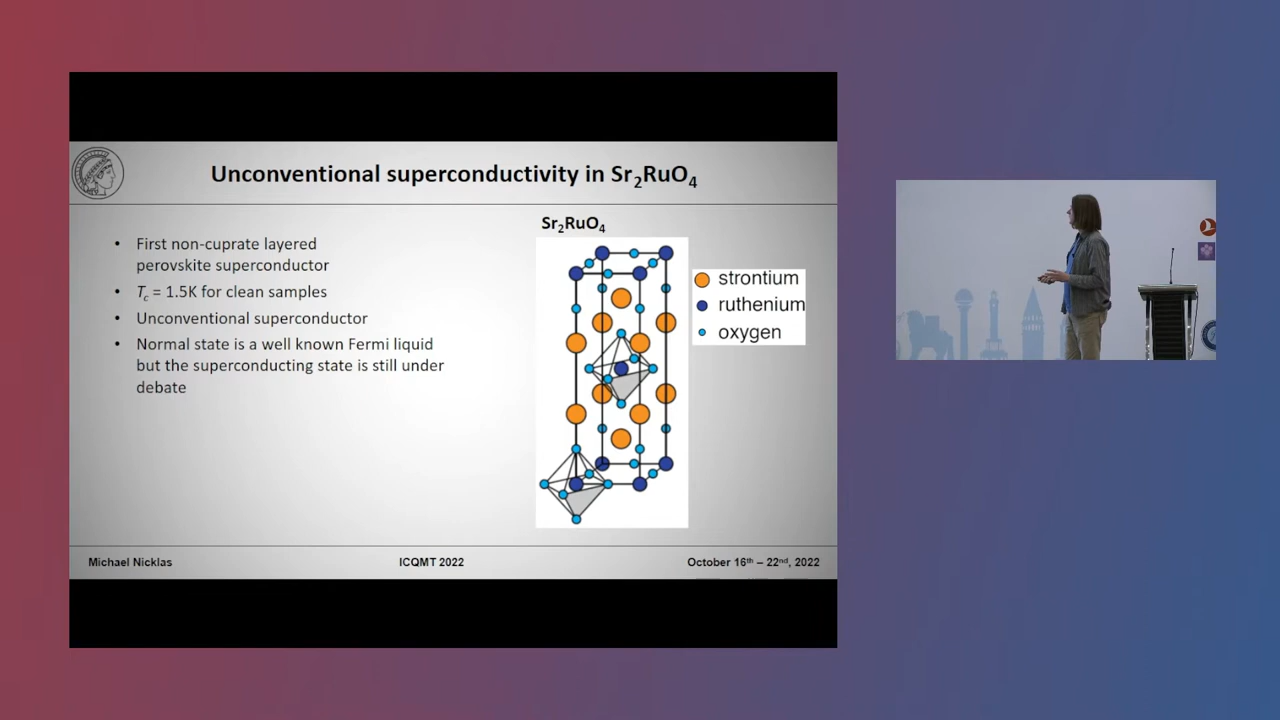 Unconventional superconductivity in Sr₂RuO₄
• First non-cuprate layered
perovskite superconductor
• T_c = 1.5K for clean samples
• Unconventional superconductor
• Normal state is a well known Fermi liquid
but the superconducting state is still under
debate
Sr₂RuO₄
strontium
ruthenium
oxygen
Michael Nicklas
ICQMT 2022
October 16ᵗʰ – 22ⁿᵈ, 2022